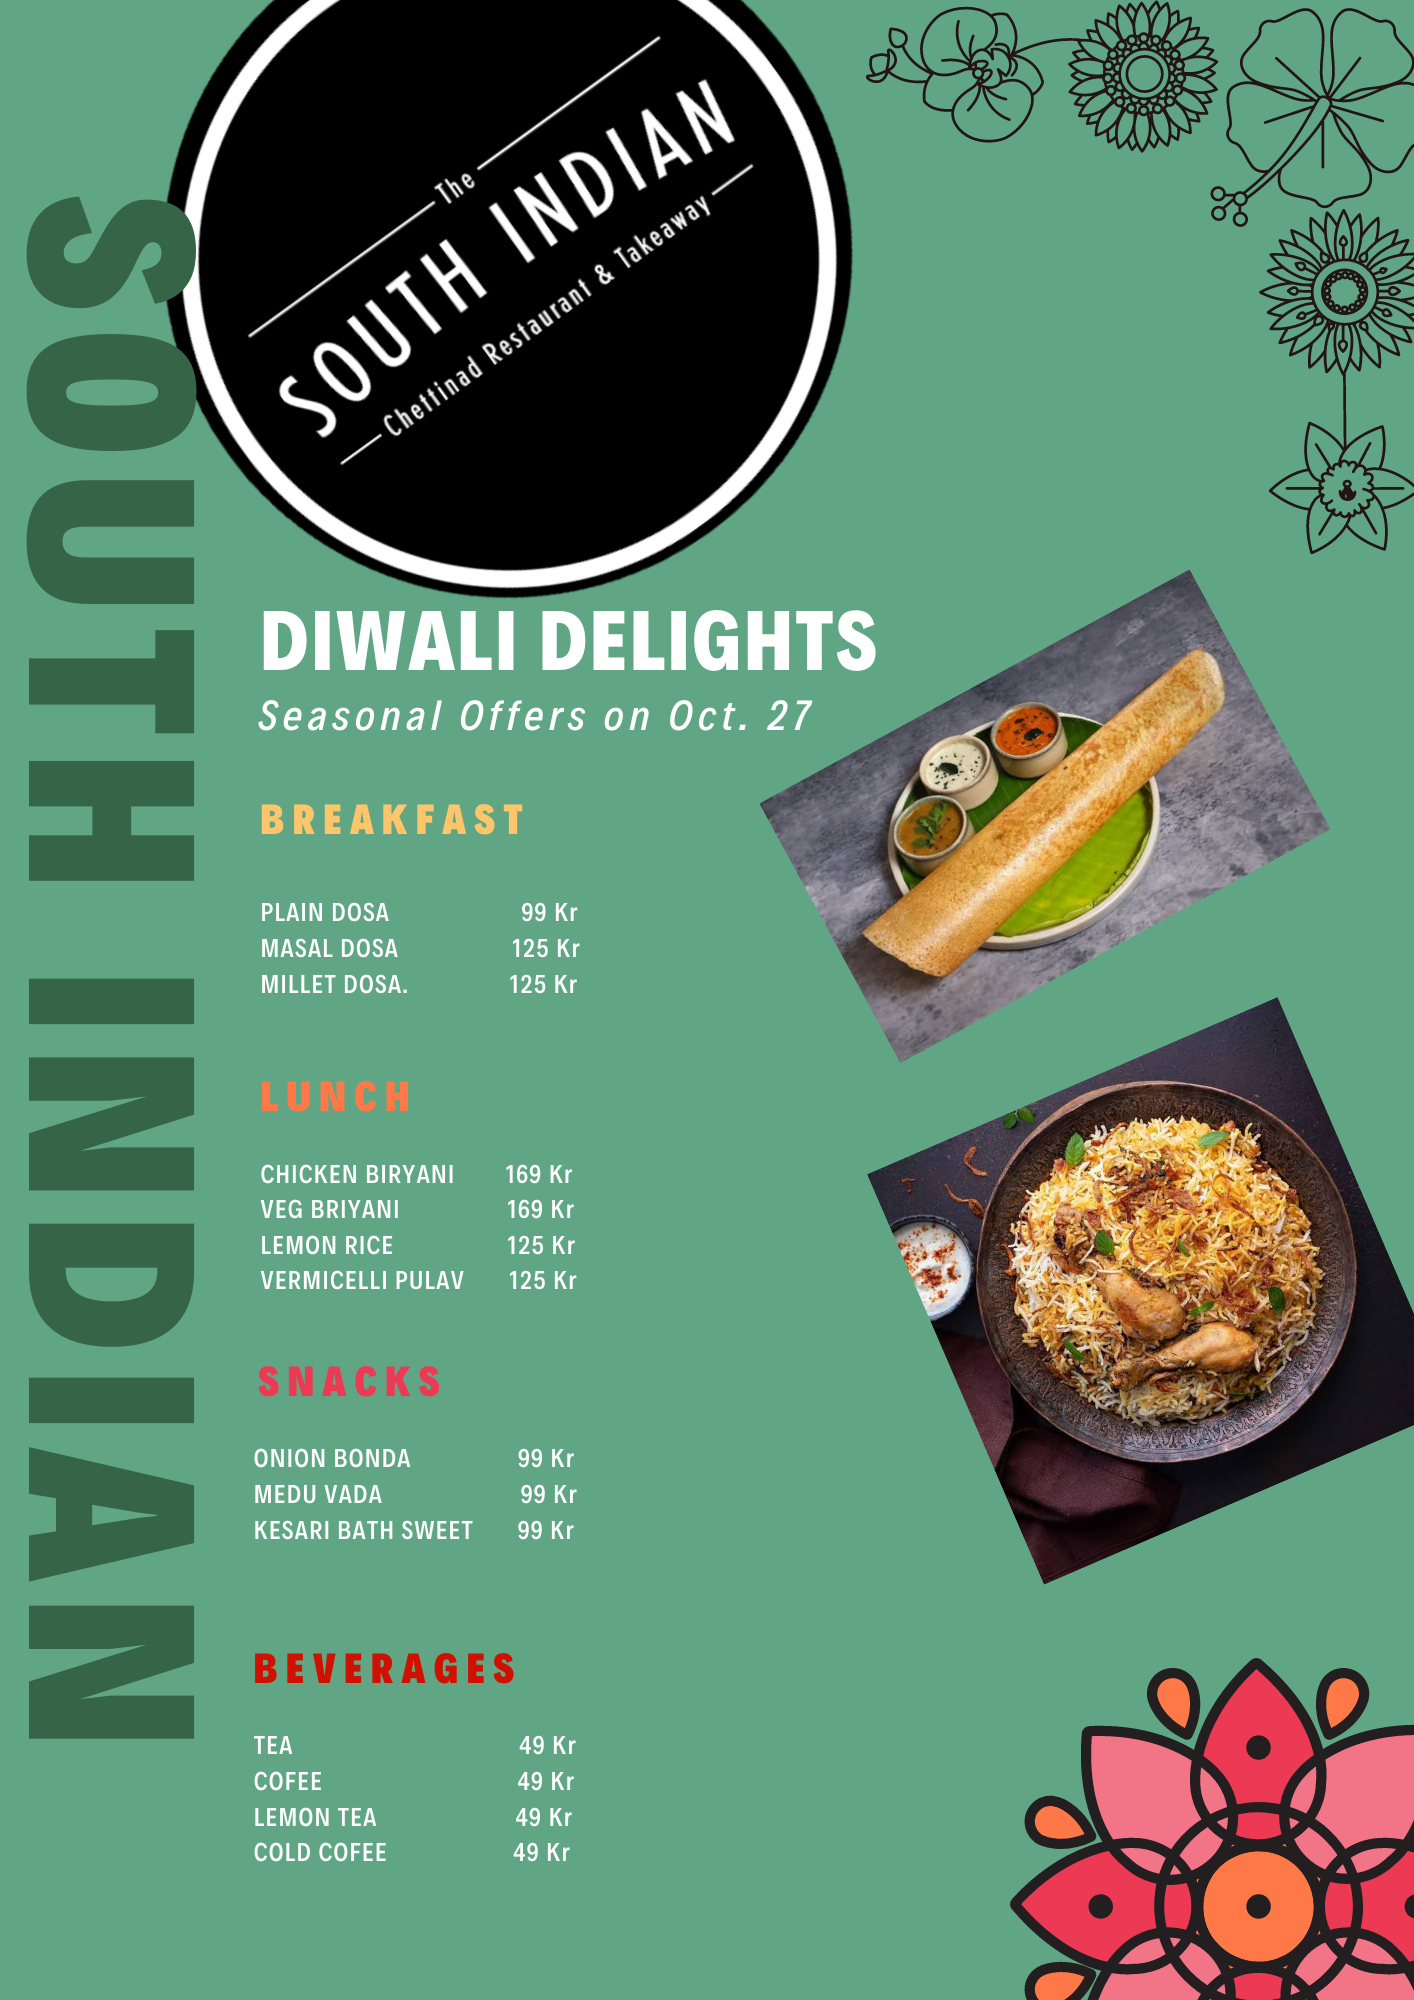 The
SOUTH INDIAN
Chettinad Restaurant & Takeaway
SOUTH INDIAN
DIWALI DELIGHTS
Seasonal Offers on Oct. 27
BREAKFAST
PLAIN DOSA 99 Kr
MASAL DOSA 125 Kr
MILLET DOSA. 125 Kr
LUNCH
CHICKEN BIRYANI 169 Kr
VEG BRIYANI 169 Kr
LEMON RICE 125 Kr
VERMICELLI PULAV 125 Kr
SNACKS
ONION BONDA 99 Kr
MEDU VADA 99 Kr
KESARI BATH SWEET 99 Kr
BEVERAGES
TEA 49 Kr
COFEE 49 Kr
LEMON TEA 49 Kr
COLD COFEE 49 Kr